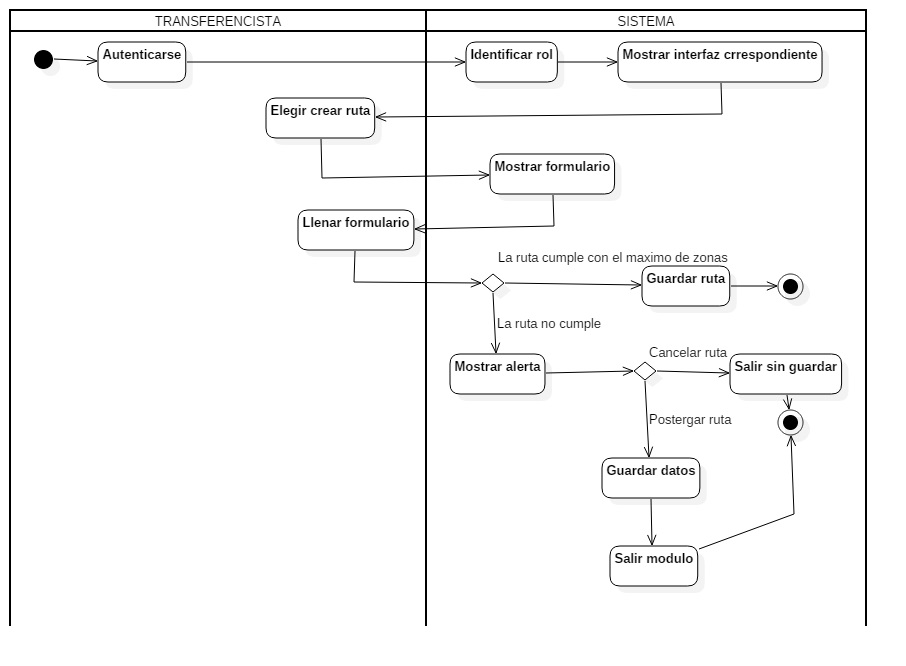 TRANSFERENCISTA
SISTEMA
Autenticarse
Identificar rol
Mostrar interfaz crrespondiente
Elegir crear ruta
Mostrar formulario
Llenar formulario
La ruta cumple con el maximo de zonas
Guardar ruta
La ruta no cumple
Mostrar alerta
Cancelar ruta
Salir sin guardar
Postergar ruta
Guardar datos
Salir modulo